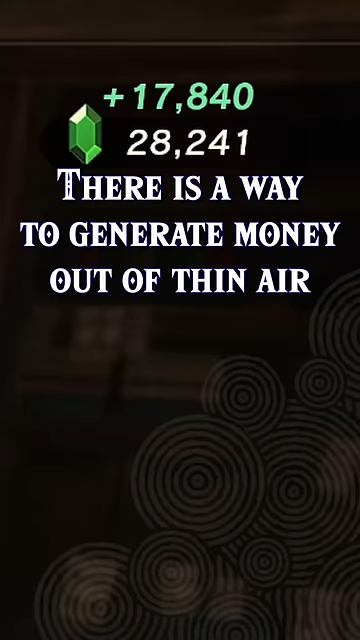 +17,840
28,241
There is a way
to generate money
out of thin air